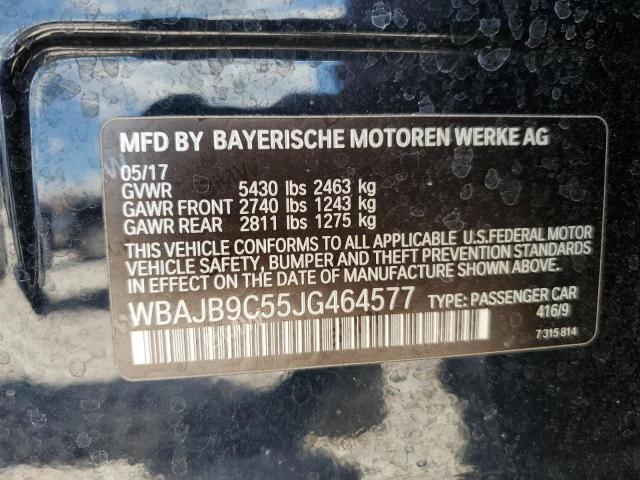 MFD BY BAYERISCHE MOTOREN WERKE AG
05/17
GVWR 5430 lbs 2463 kg
GAWR FRONT 2740 lbs 1243 kg
GAWR REAR 2811 lbs 1275 kg
THIS VEHICLE CONFORMS TO ALL APPLICABLE U.S.FEDERAL MOTOR
VEHICLE SAFETY, BUMPER AND THEFT PREVENTION STANDARDS
IN EFFECT ON THE DATE OF MANUFACTURE SHOWN ABOVE.
WBAJB9C55JG464577 TYPE: PASSENGER CAR
416/9
7 315 814